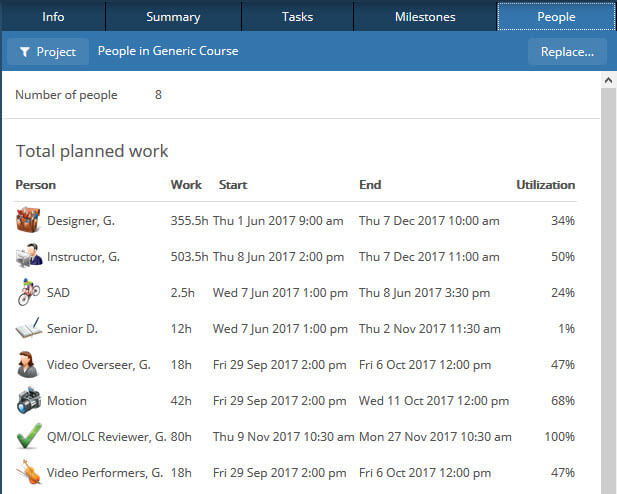 Info Summary Tasks Milestones People
Project People in Generic Course Replace...
Number of people 8
Total planned work
Person Work Start End Utilization
Designer, G. 355.5h Thu 1 Jun 2017 9:00 am Thu 7 Dec 2017 10:00 am 34%
Instructor, G. 503.5h Thu 8 Jun 2017 2:00 pm Thu 7 Dec 2017 11:00 am 50%
SAD 2.5h Wed 7 Jun 2017 1:00 pm Thu 8 Jun 2017 3:30 pm 24%
Senior D. 12h Wed 7 Jun 2017 1:00 pm Thu 2 Nov 2017 11:30 am 1%
Video Overseer, G. 18h Fri 29 Sep 2017 2:00 pm Fri 6 Oct 2017 12:00 pm 47%
Motion 42h Fri 29 Sep 2017 2:00 pm Wed 11 Oct 2017 12:00 pm 68%
QM/OLC Reviewer, G. 80h Thu 9 Nov 2017 10:30 am Mon 27 Nov 2017 10:30 am 100%
Video Performers, G. 18h Fri 29 Sep 2017 2:00 pm Fri 6 Oct 2017 12:00 pm 47%